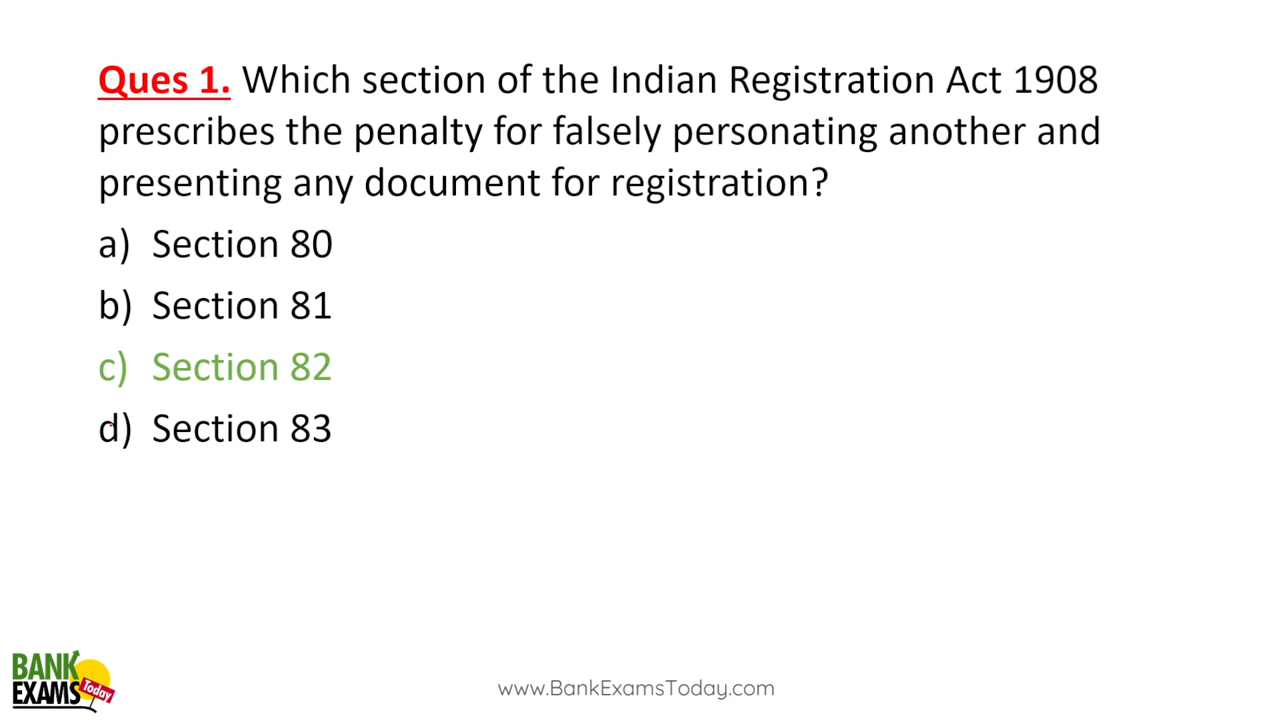 Ques 1. Which section of the Indian Registration Act 1908
prescribes the penalty for falsely personating another and
presenting any document for registration?
a) Section 80
b) Section 81
c) Section 82
d) Section 83
BANK
EXAMS
Today
www.BankExamsToday.com